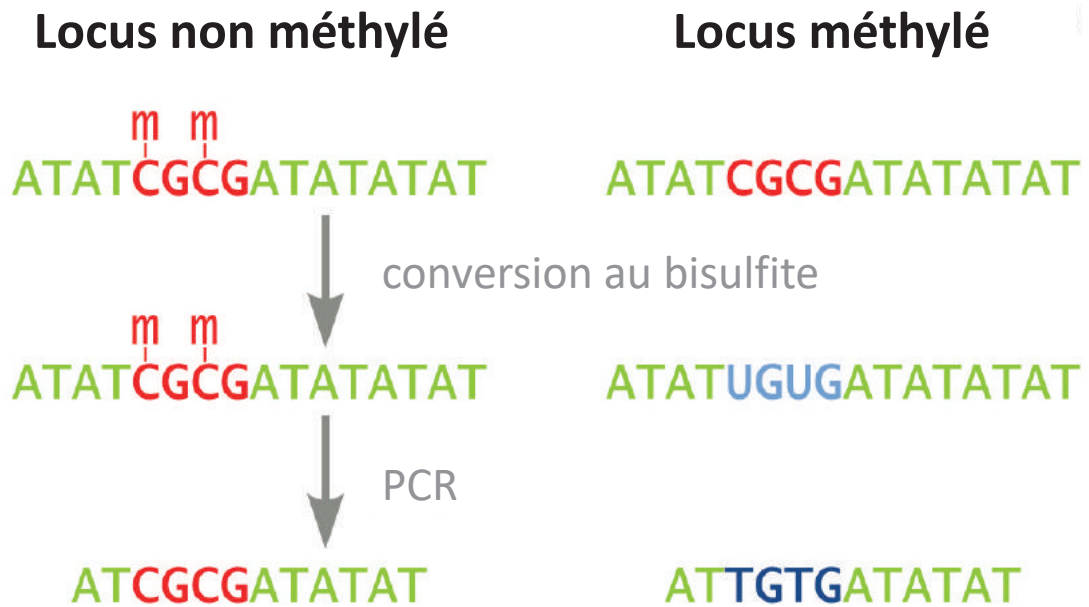 Locus non méthylé Locus méthylé
m m
ATATCGCGATATATAT ATATCGCGATATATAT
conversion au bisulfite
m m
ATATCGCGATATATAT ATATUGUGATATATAT
PCR
ATCGCGATATAT ATTGTGATATAT